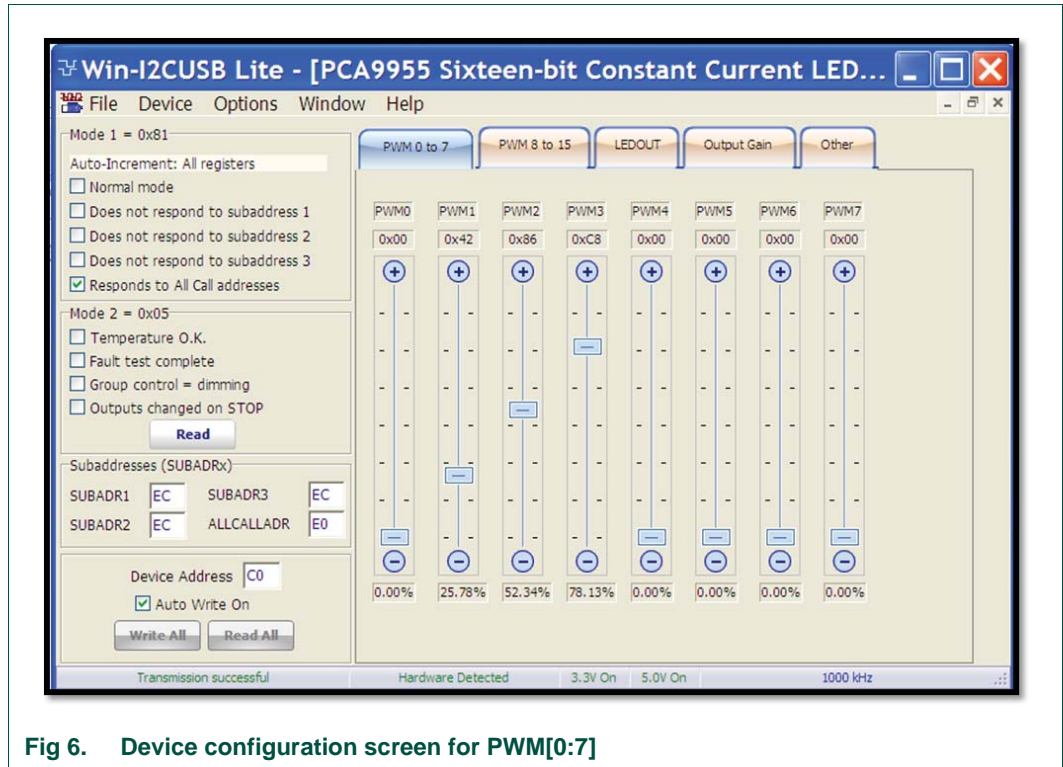 Win-I2CUSB Lite - [PCA9955 Sixteen-bit Constant Current LED...
File Device Options Window Help
Mode 1 = 0x81
Auto-Increment: All registers
Normal mode
Does not respond to subaddress 1
Does not respond to subaddress 2
Does not respond to subaddress 3
Responds to All Call addresses
Mode 2 = 0x05
Temperature O.K.
Fault test complete
Group control = dimming
Outputs changed on STOP
Read
Subaddresses (SUBADRx)
SUBADR1 EC SUBADR3 EC
SUBADR2 EC ALLCALLADR E0
Device Address C0
Auto Write On
Write All Read All
PWM 0 to 7 PWM 8 to 15 LEDOUT Output Gain Other
PWM0 PWM1 PWM2 PWM3 PWM4 PWM5 PWM6 PWM7
0x00 0x42 0x86 0xC8 0x00 0x00 0x00 0x00
0.00% 25.78% 52.34% 78.13% 0.00% 0.00% 0.00% 0.00%
Transmission successful Hardware Detected 3.3V On 5.0V On 1000 kHz
Fig 6. Device configuration screen for PWM[0:7]